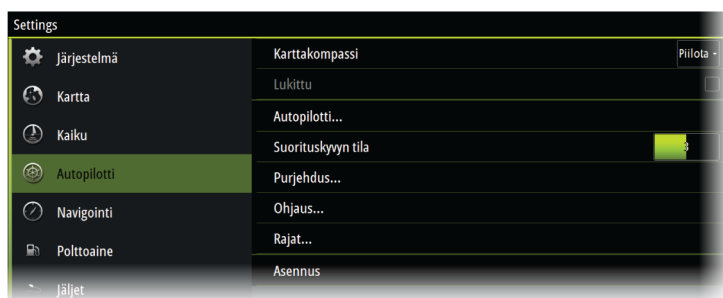 Settings
Järjestelmä
Kartta
Kaiku
Autopilotti
Navigointi
Polttoaine
Jäljet
Karttakompassi
Piilota
Lukittu
Autopilotti...
Suorituskyvyn tila
3
Purjehdus...
Ohjaus...
Rajat...
Asennus